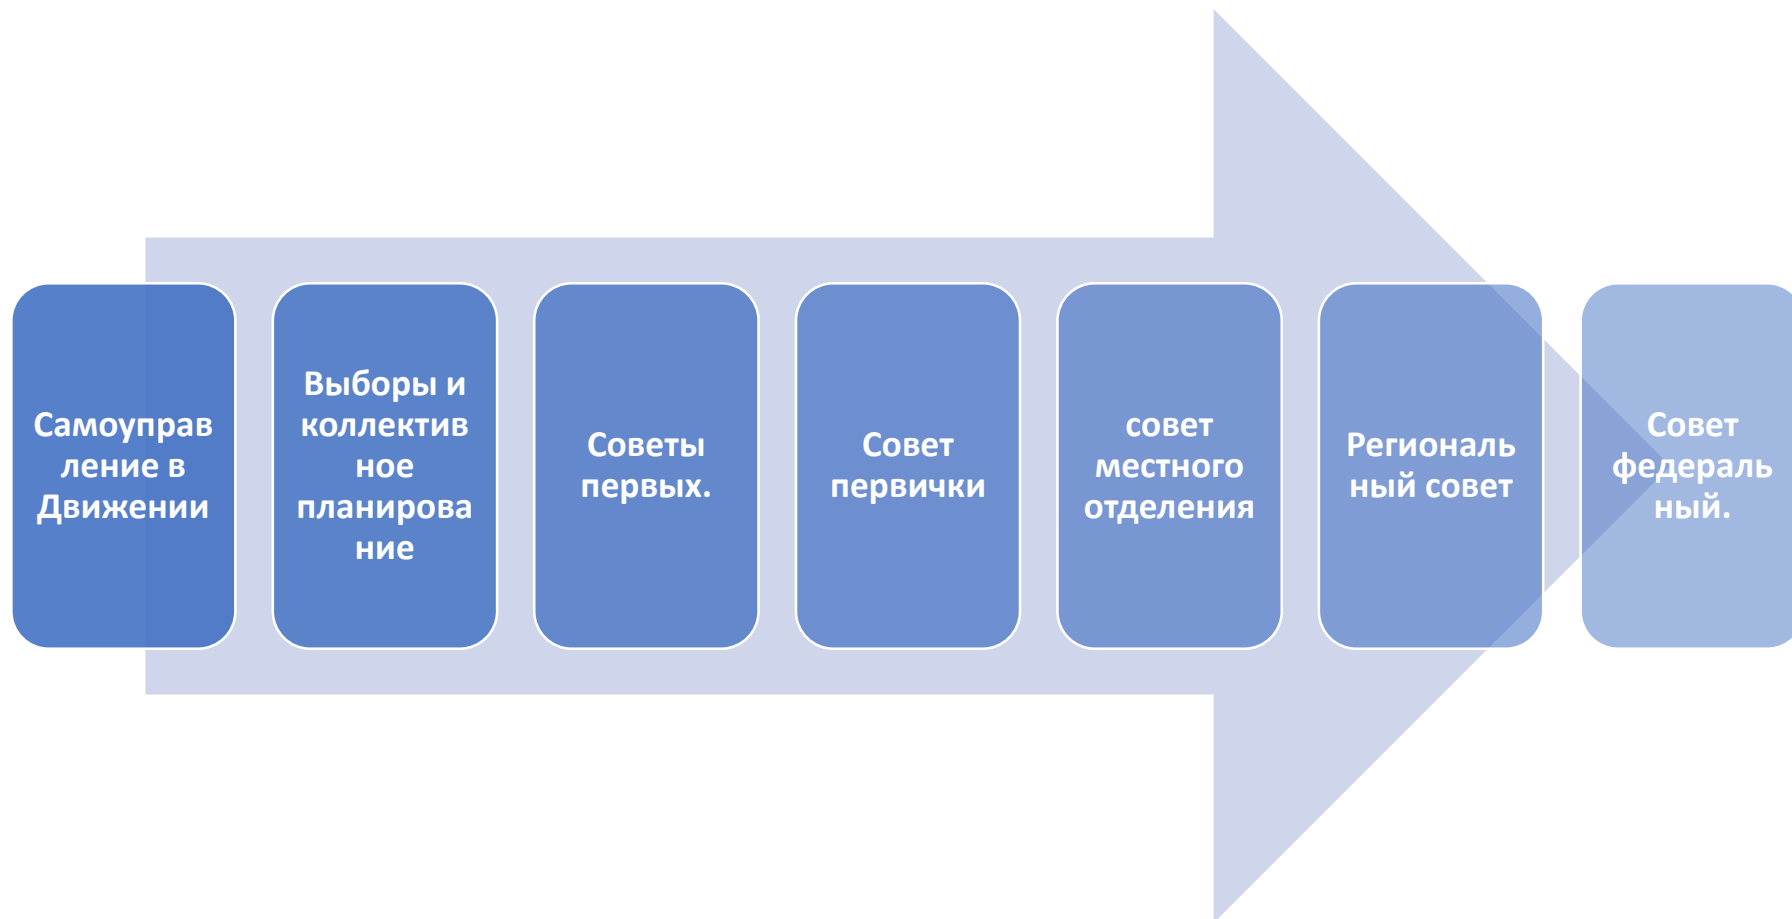 Самоуправ
ление в
Движении
Выборы и
коллектив
ное
планирова
ние
Советы
первых.
Совет
первички
совет
местного
отделения
Региональ
ный совет
Совет
федераль
ный.